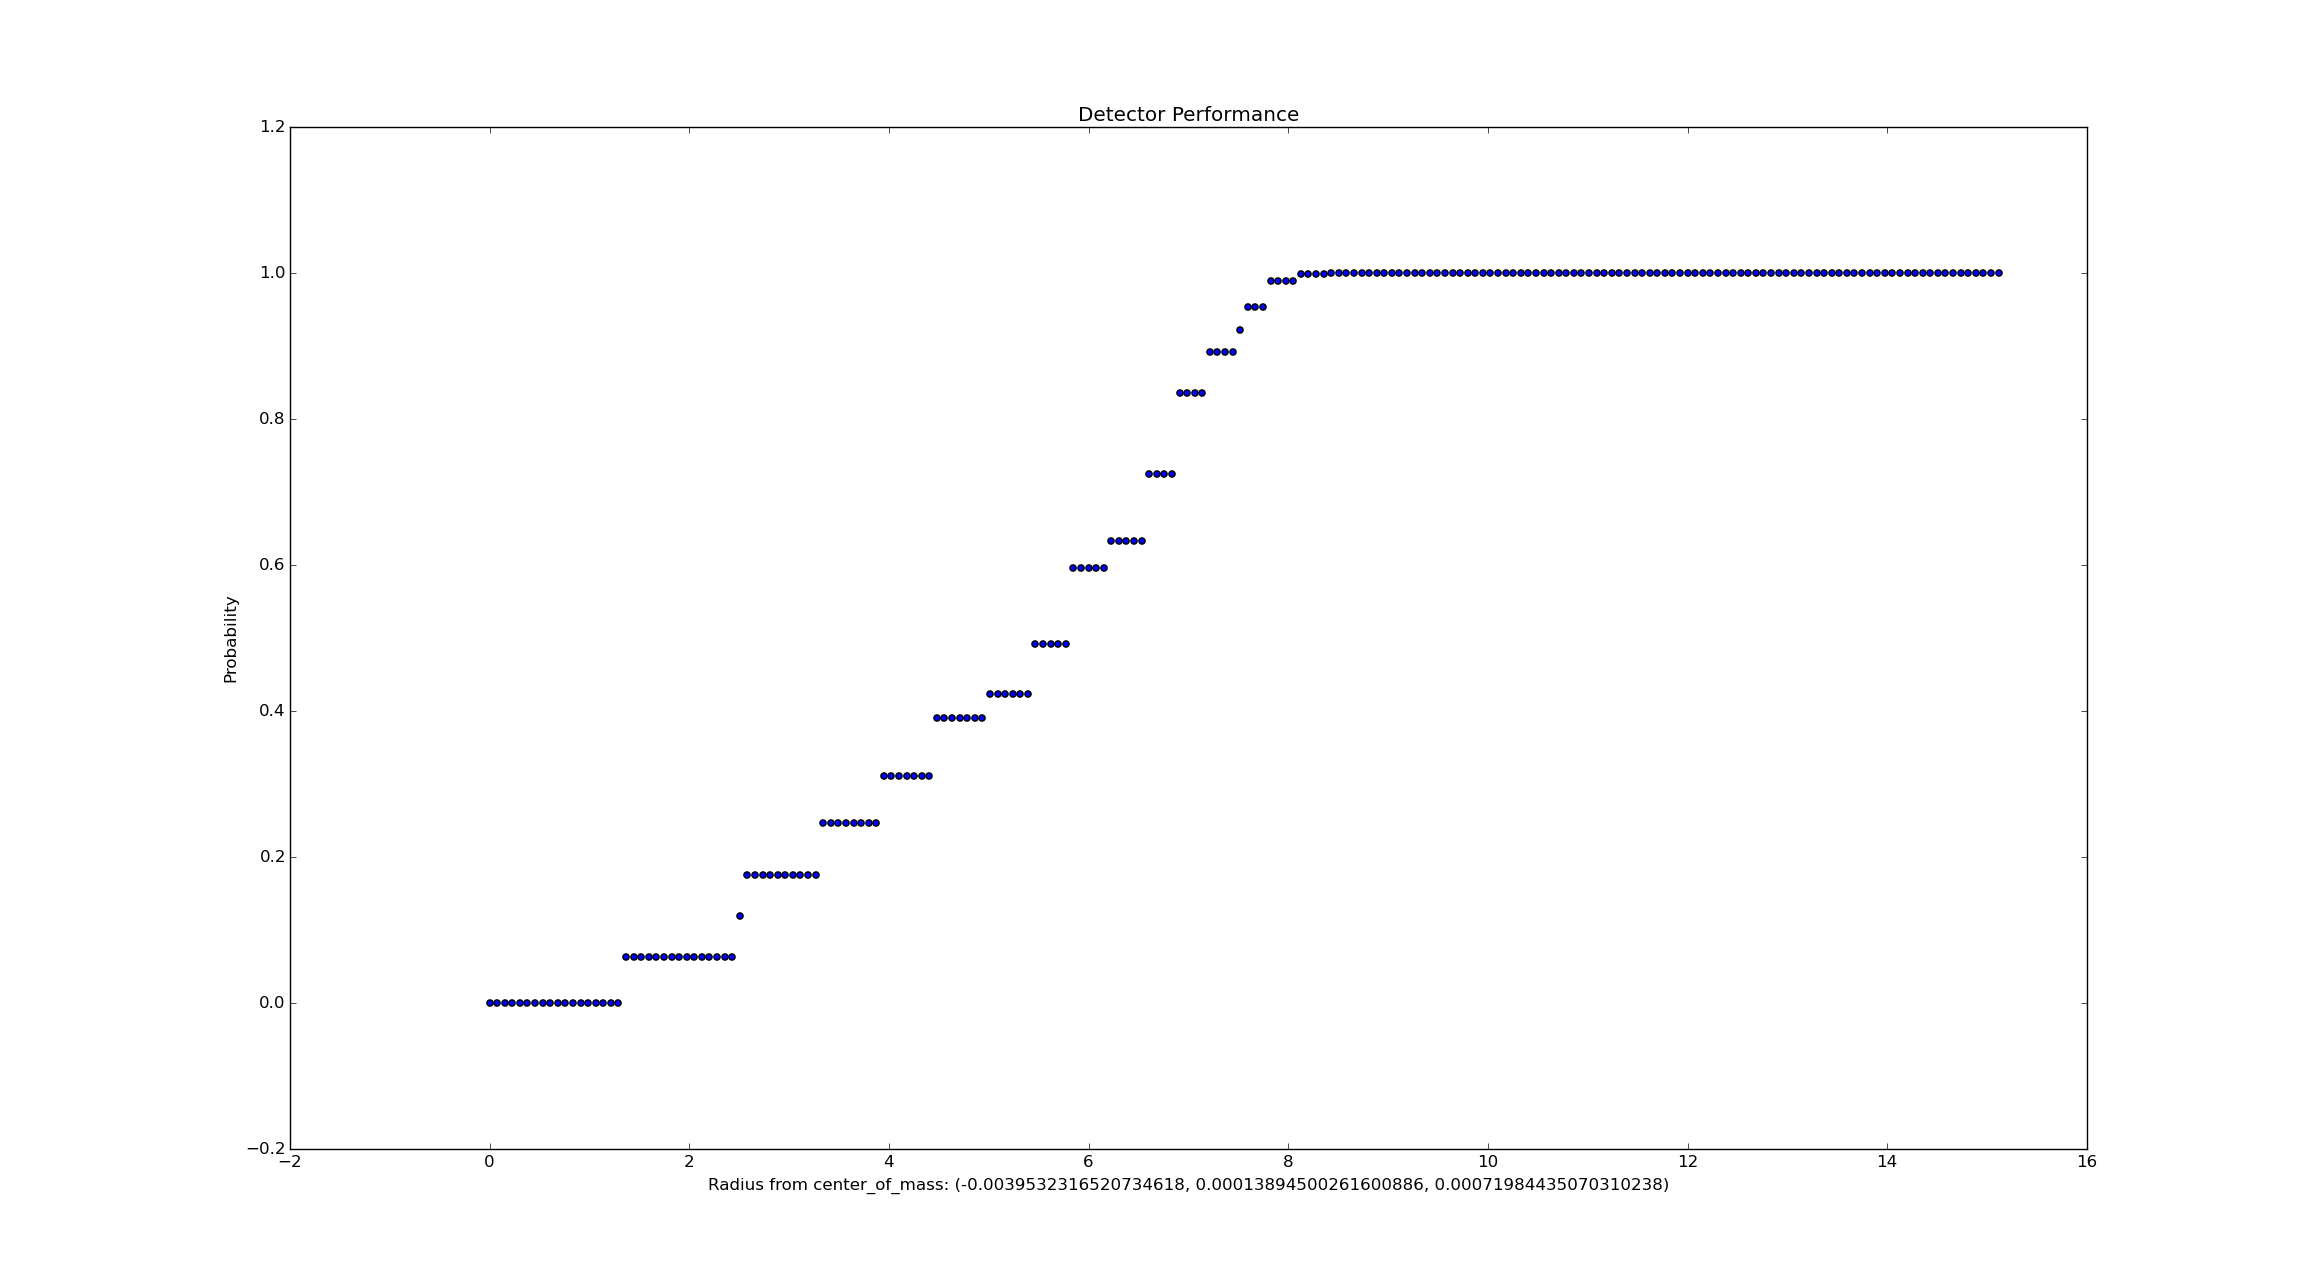 Detector Performance
1.2
1.0
0.8
0.6
0.4
0.2
0.0
−0.2
Probability
−2 0 2 4 6 8 10 12 14 16
Radius from center_of_mass: (-0.0039532316520734618, 0.00013894500261600886, 0.00071984435070310238)